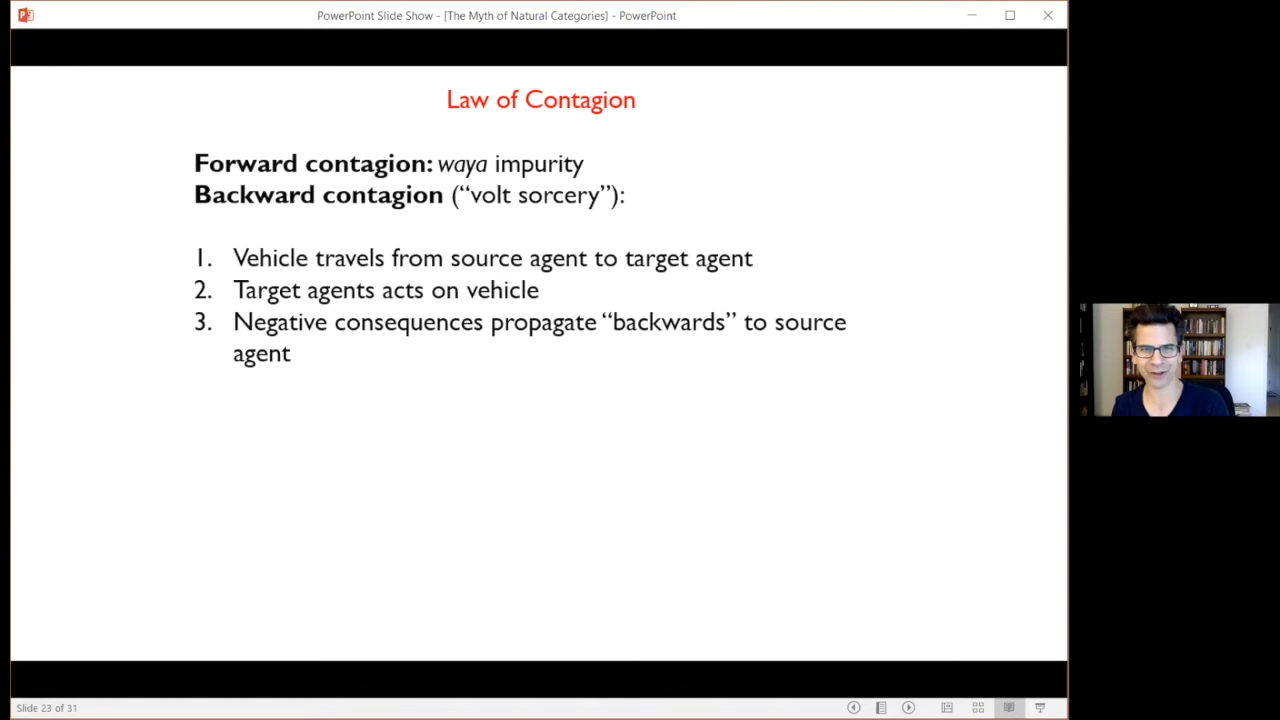 PowerPoint Slide Show - [The Myth of Natural Categories] - PowerPoint
Law of Contagion
Forward contagion: waya impurity
Backward contagion (“volt sorcery”):
1. Vehicle travels from source agent to target agent
2. Target agents acts on vehicle
3. Negative consequences propagate “backwards” to source
agent
Slide 23 of 31